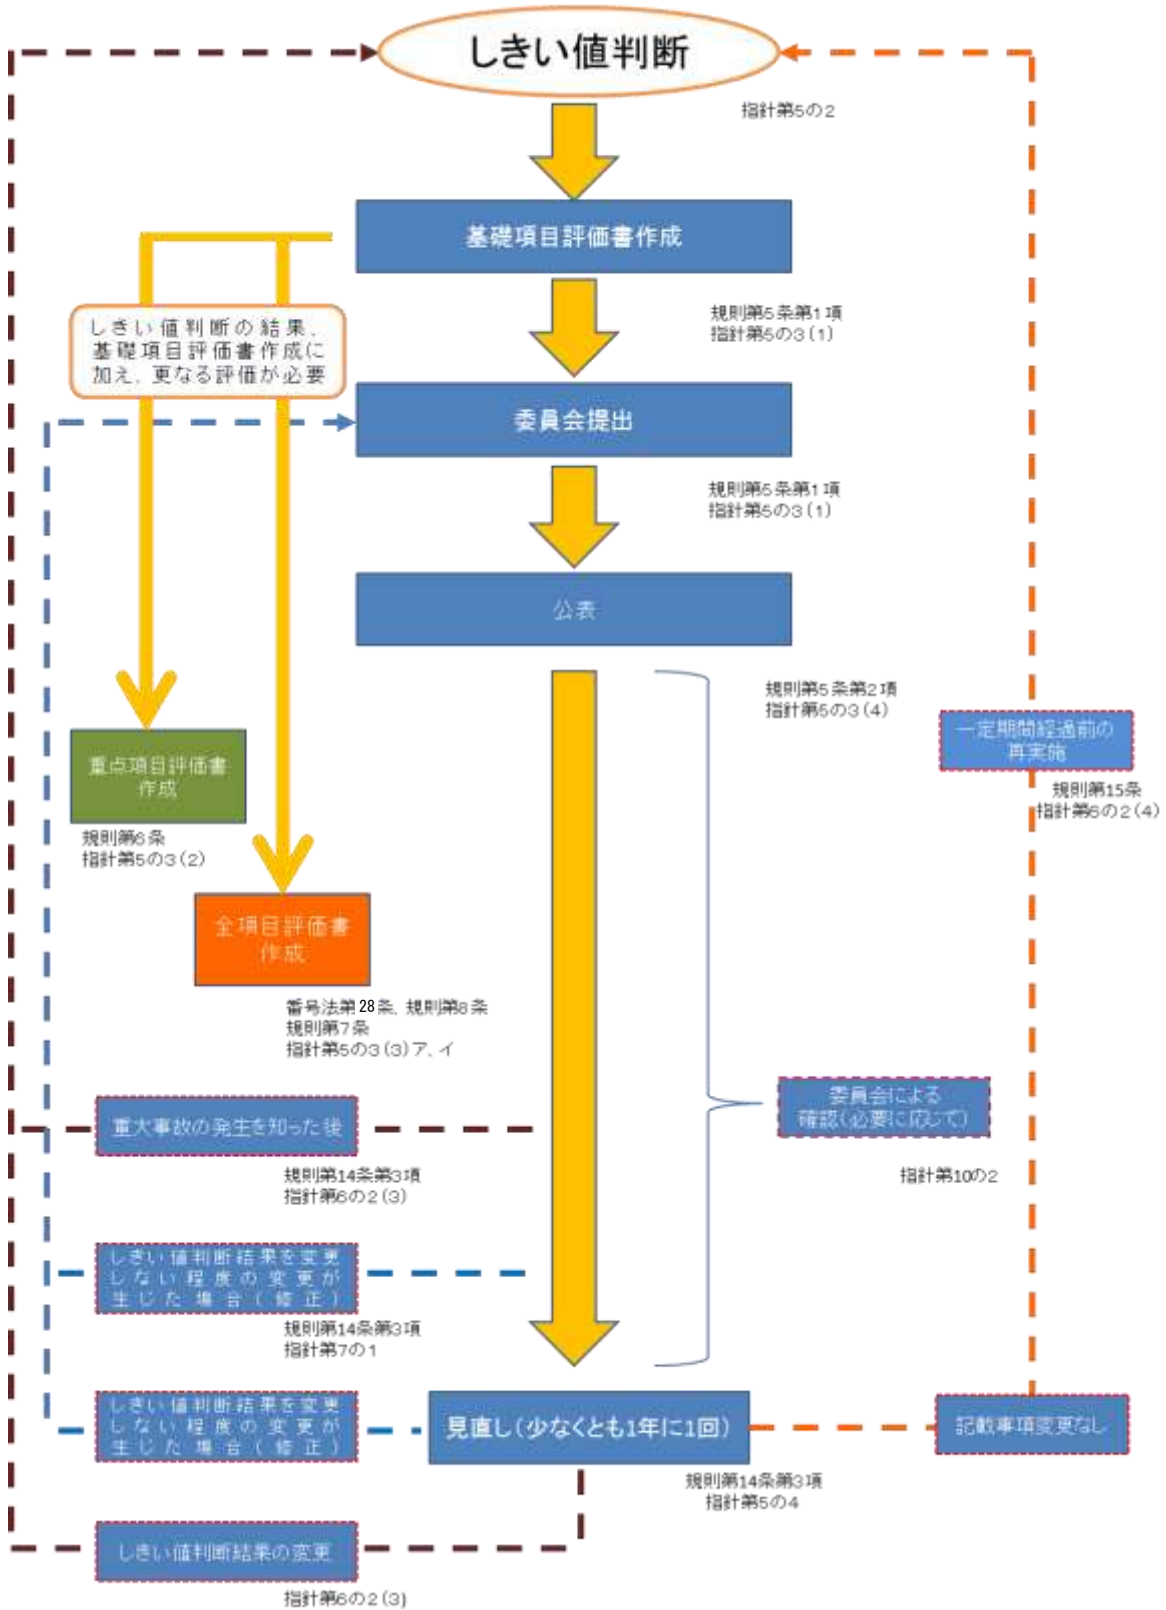 しきい値判断
指針第5の2
基礎項目評価書作成
規則第5条第1項
指針第5の3(1)
しきい値判断の結果、
基礎項目評価書作成に
加え、更なる評価が必要
委員会提出
規則第5条第1項
指針第5の3(1)
公表
規則第5条第2項
指針第5の3(4)
一定期間経過前の
再実施
規則第15条
指針第6の2(4)
重点項目評価書
作成
規則第6条
指針第5の3(2)
全項目評価書
作成
番号法第28条、規則第8条
規則第7条
指針第5の3(3)ア、イ
委員会による
確認(必要に応じて)
指針第10の2
重大事故の発生を知った後
規則第14条第3項
指針第6の2(3)
しきい値判断結果を変更
しない程度の変更が
生じた場合(修正)
規則第14条第3項
指針第7の1
しきい値判断結果を変更
しない程度の変更が
生じた場合(修正)
見直し(少なくとも1年に1回)
記載事項変更なし
規則第14条第3項
指針第5の4
しきい値判断結果の変更
指針第6の2(3)